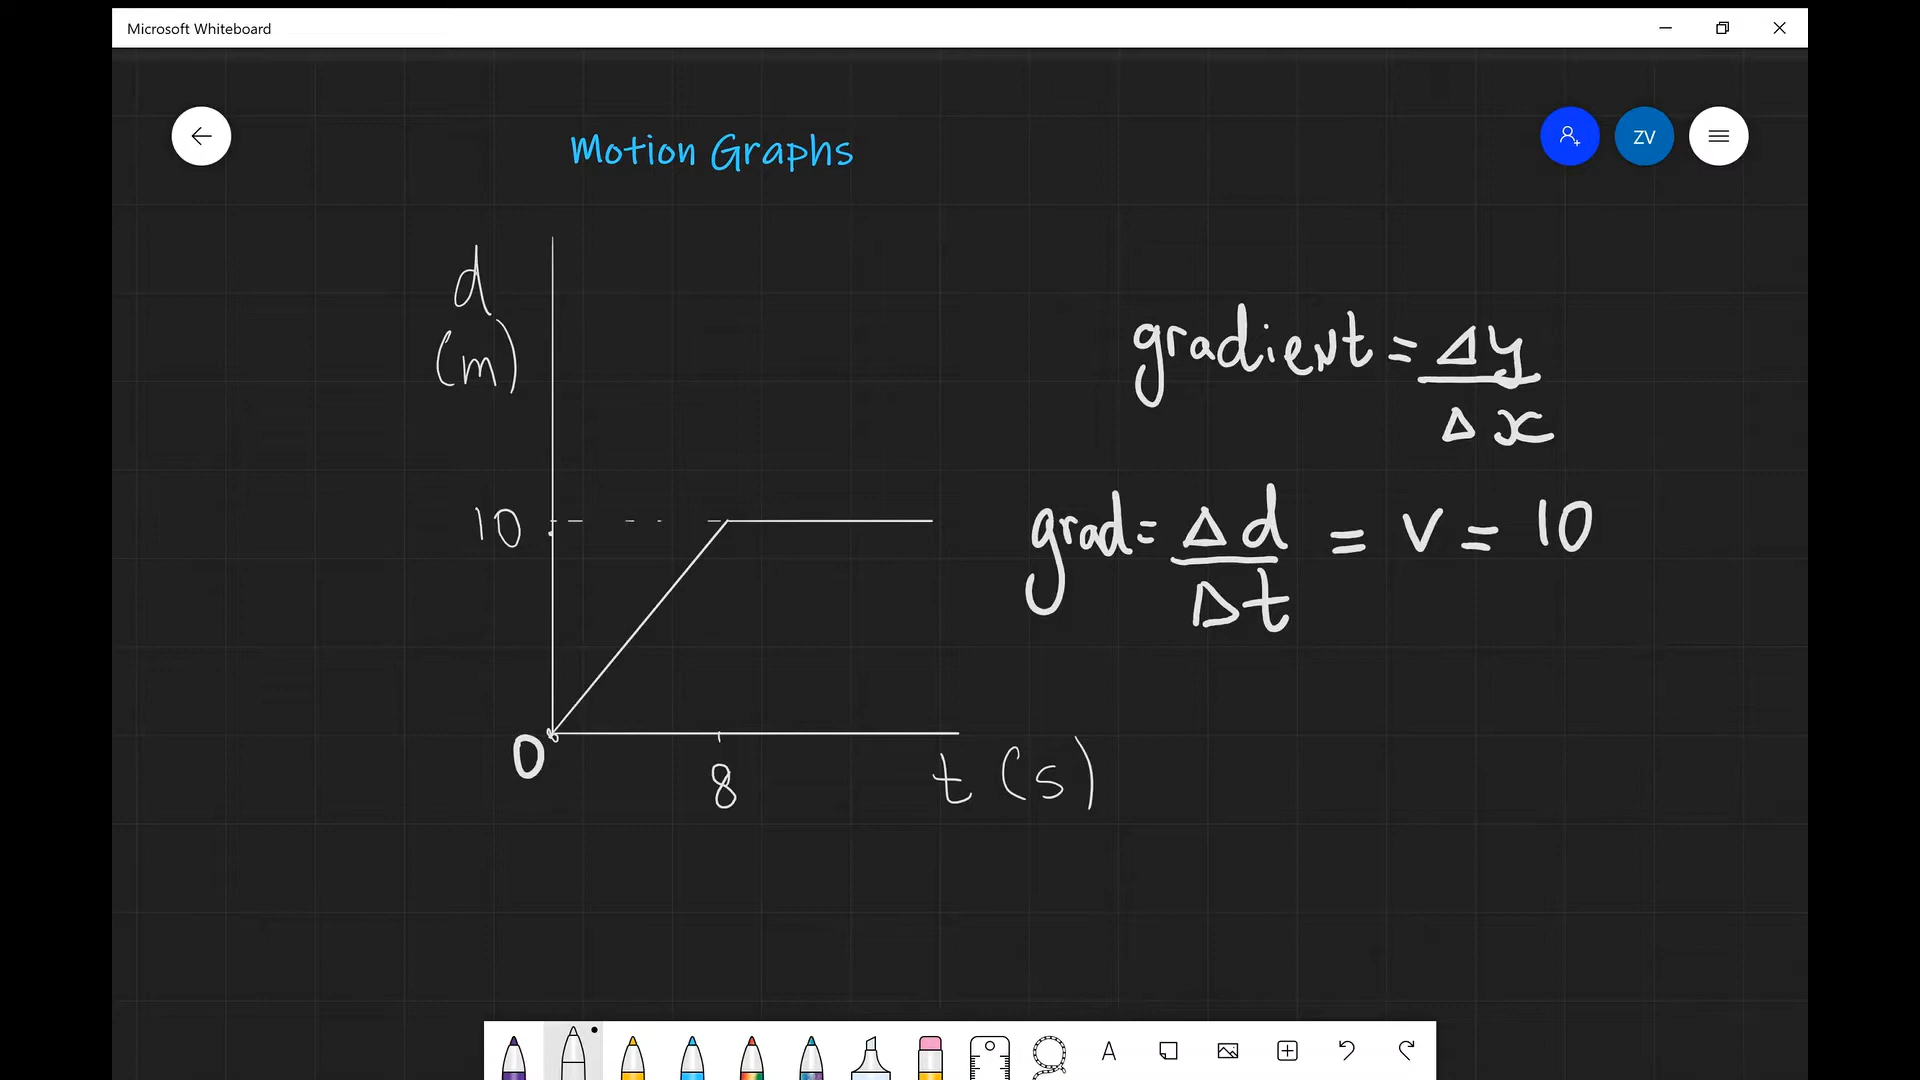 Microsoft Whiteboard
ZV
Motion Graphs
d
(m)
gradient = Δy
Δx
10
grad = Δd = v = 10
Δt
0
8
t (s)
A